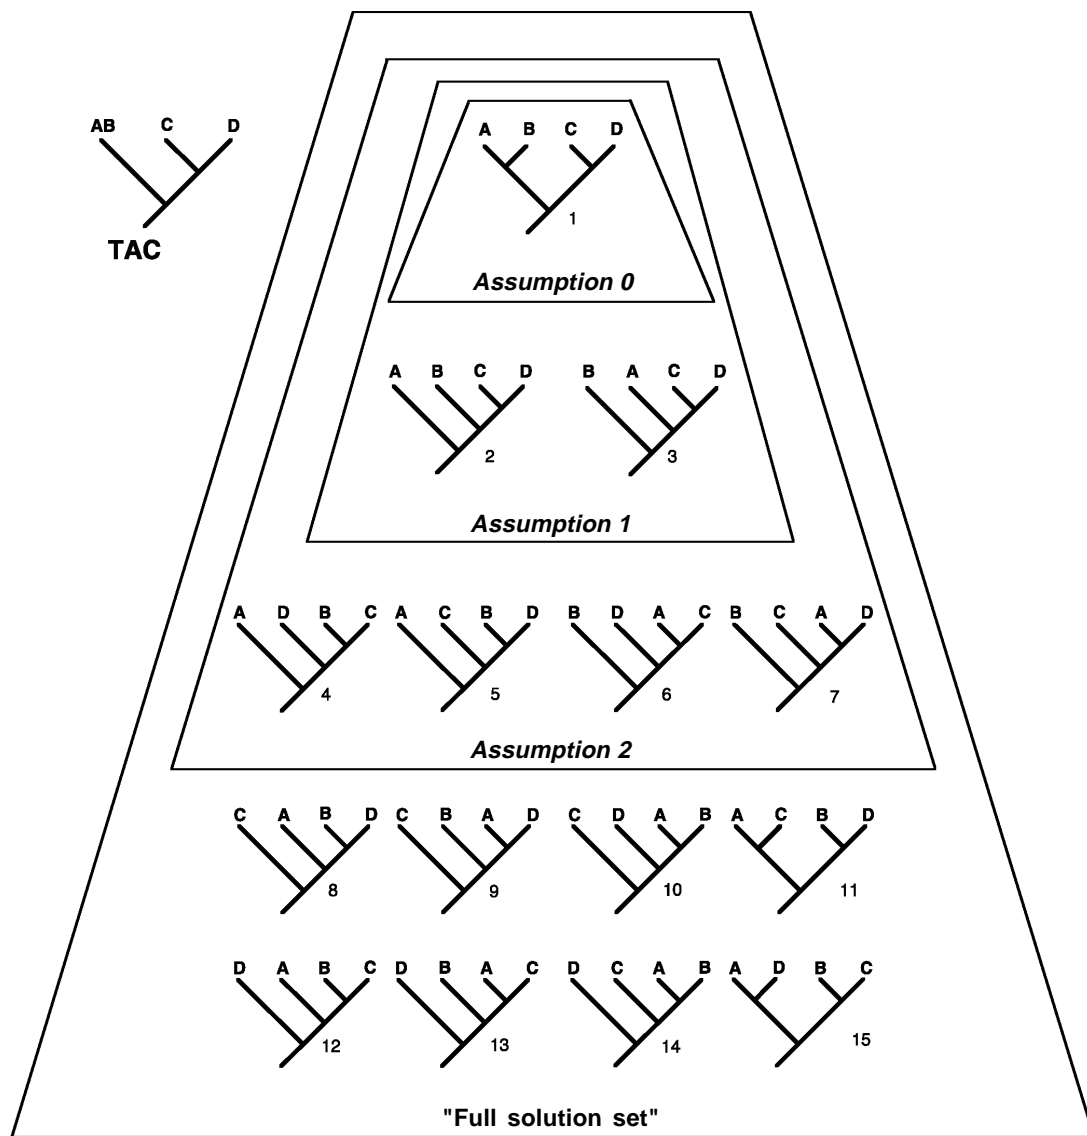 AB C D
TAC
A B C D
1
Assumption 0
A B C D B A C D
2 3
Assumption 1
A D B C A C B D B D A C B C A D
4 5 6 7
Assumption 2
C A B D C B A D C D A B A C B D
8 9 10 11
D A B C D B A C D C A B A D B C
12 13 14 15
"Full solution set"